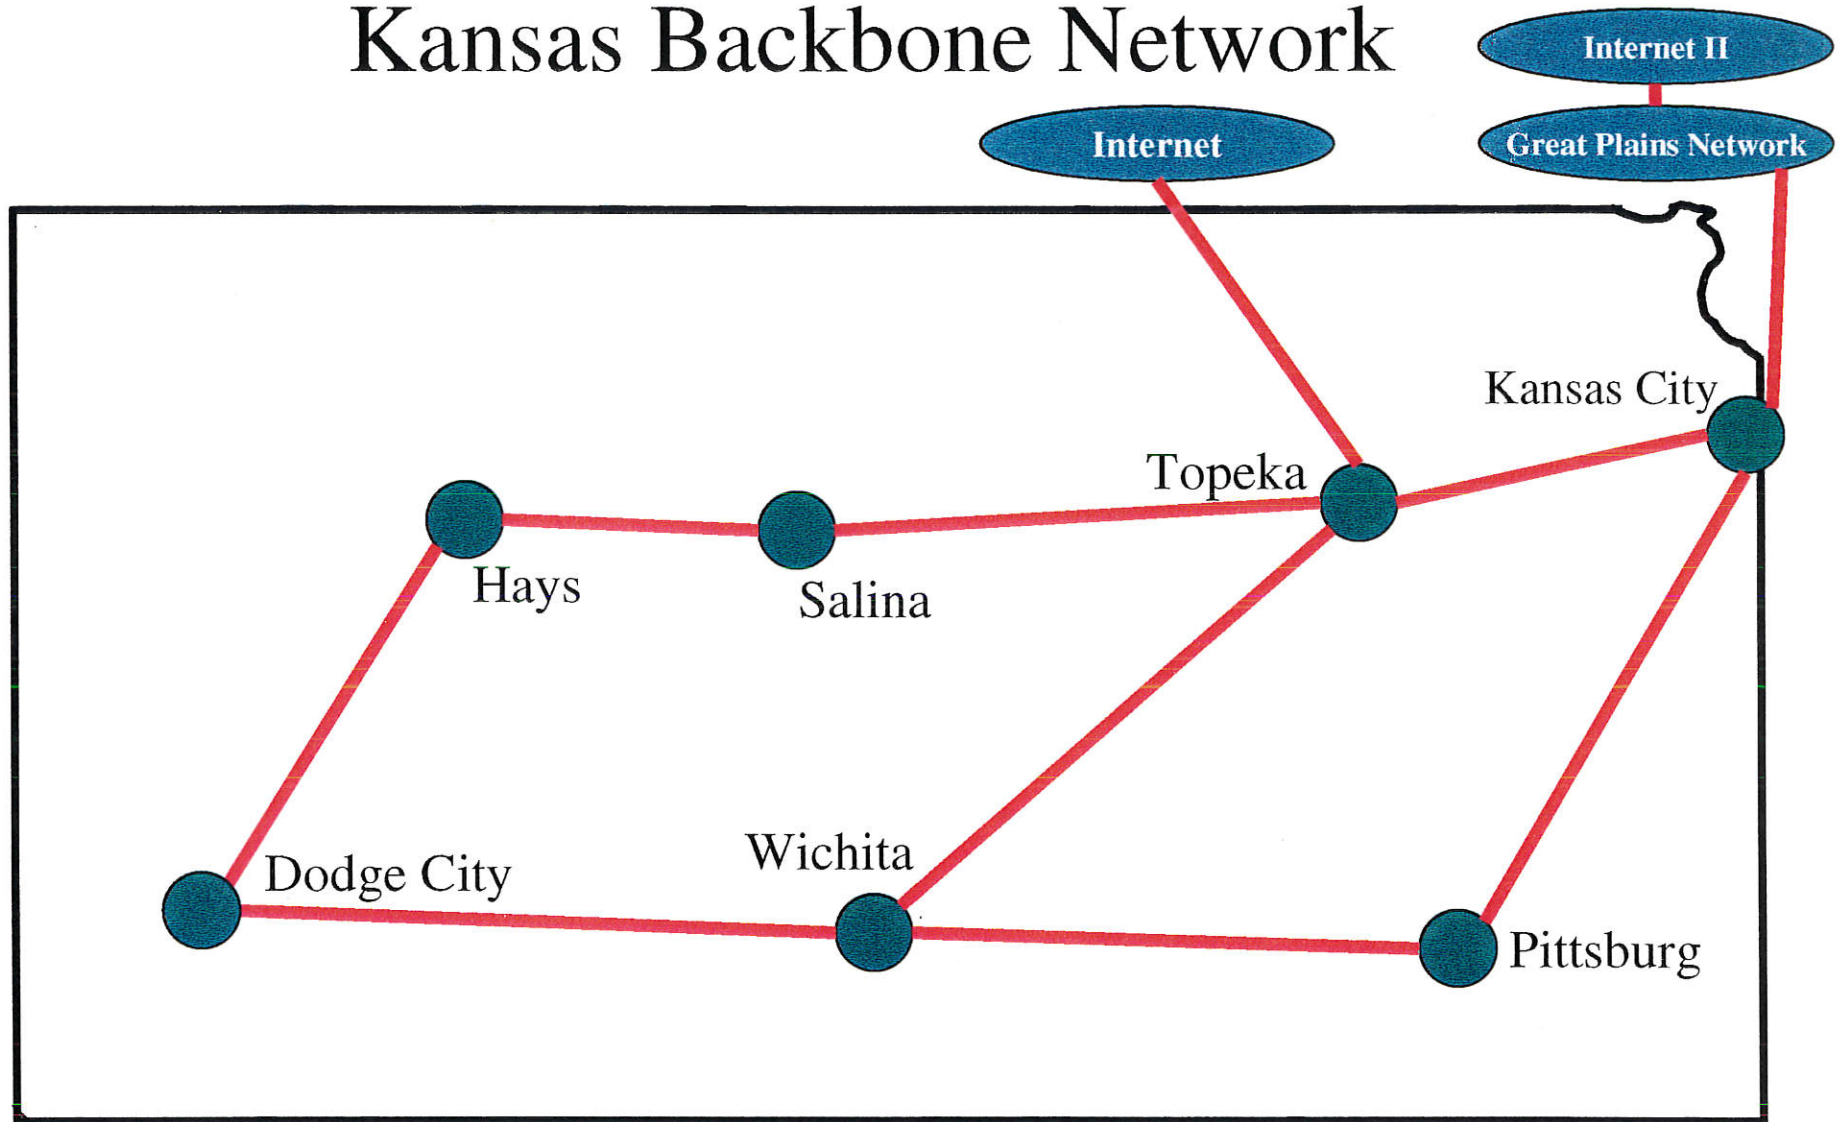 Kansas Backbone Network
Internet II
Internet
Great Plains Network
Kansas City
Topeka
Hays
Salina
Dodge City
Wichita
Pittsburg